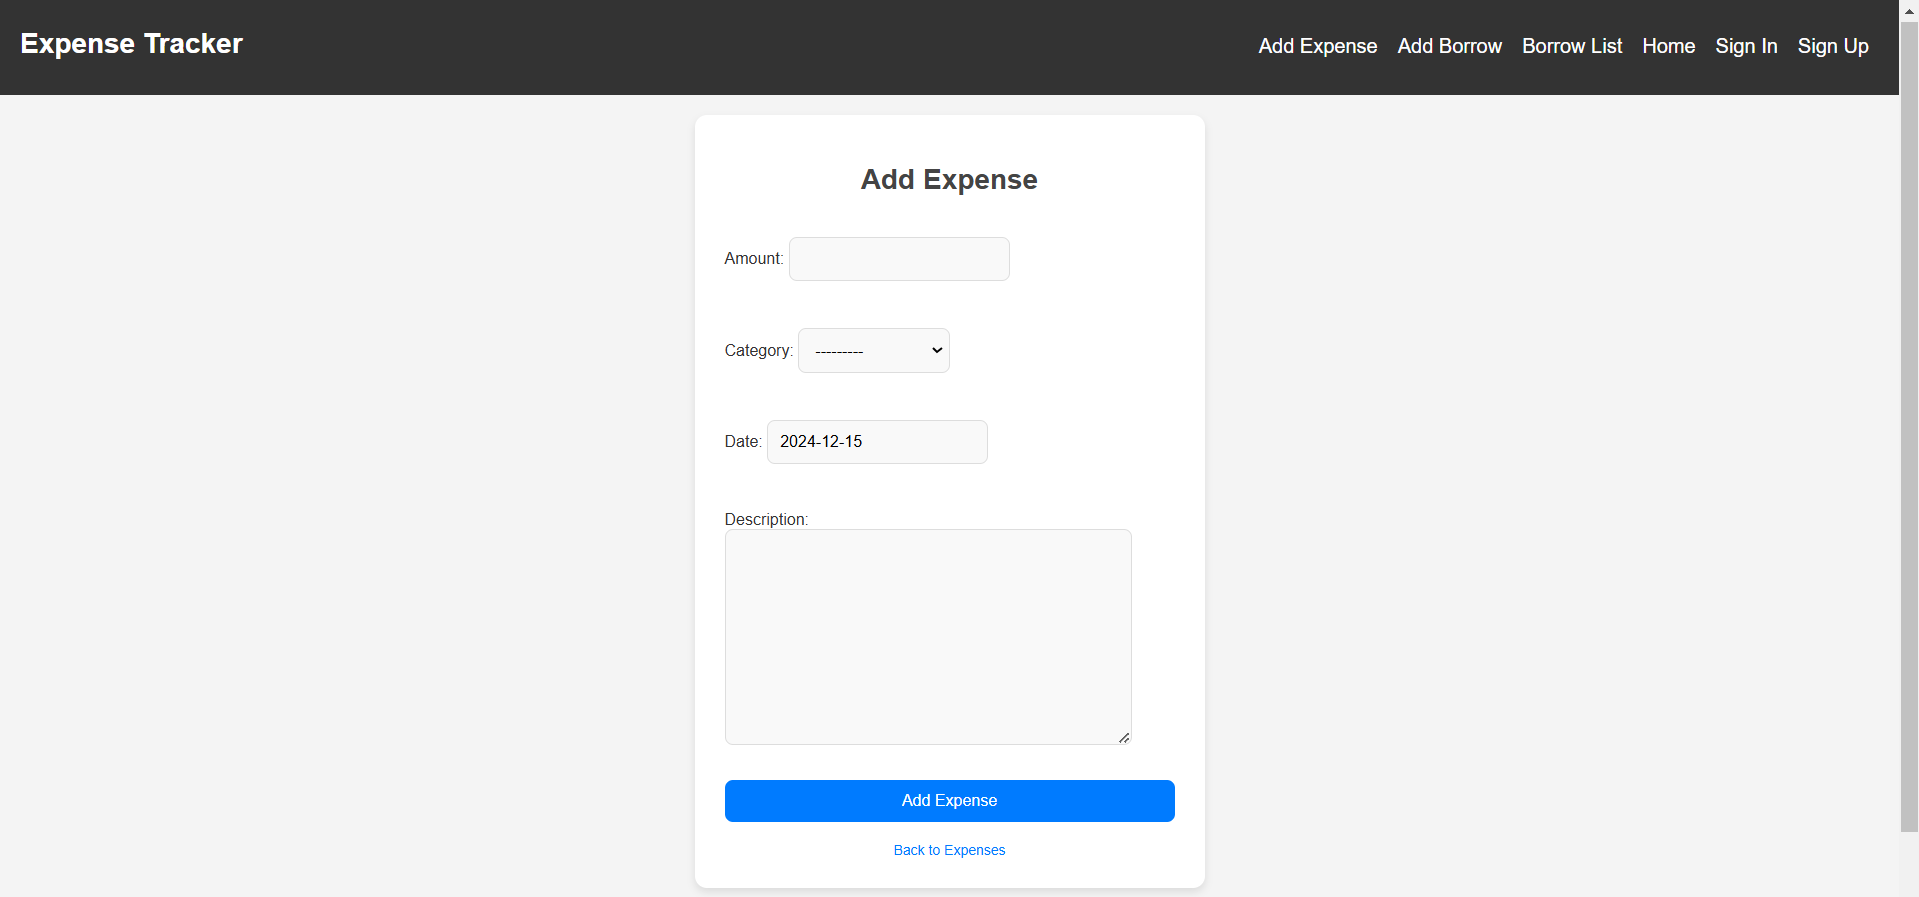 Expense Tracker
Add Expense Add Borrow Borrow List Home Sign In Sign Up
Add Expense
Amount:
Category: ---------
Date: 2024-12-15
Description:
Add Expense
Back to Expenses